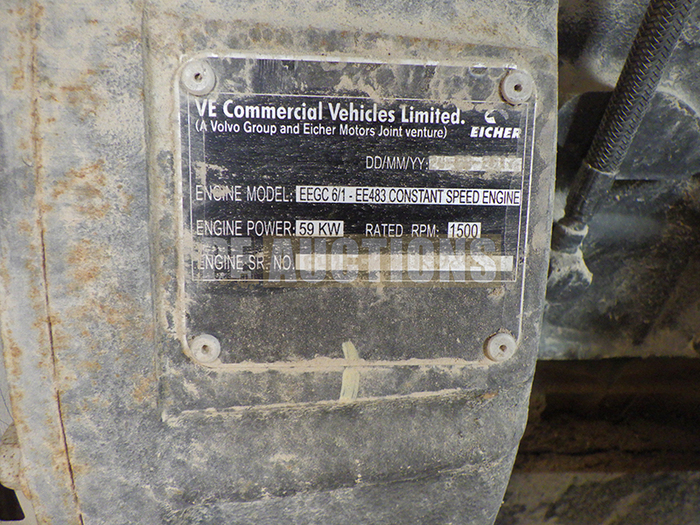 VE Commercial Vehicles Limited.
(A Volvo Group and Eicher Motors Joint venture)
EICHER
DD/MM/YY:
ENGINE MODEL: EEGC 6/1 - EE483 CONSTANT SPEED ENGINE
ENGINE POWER: 59 KW RATED RPM: 1500
AUCTIONS
ENGINE SR. NO.